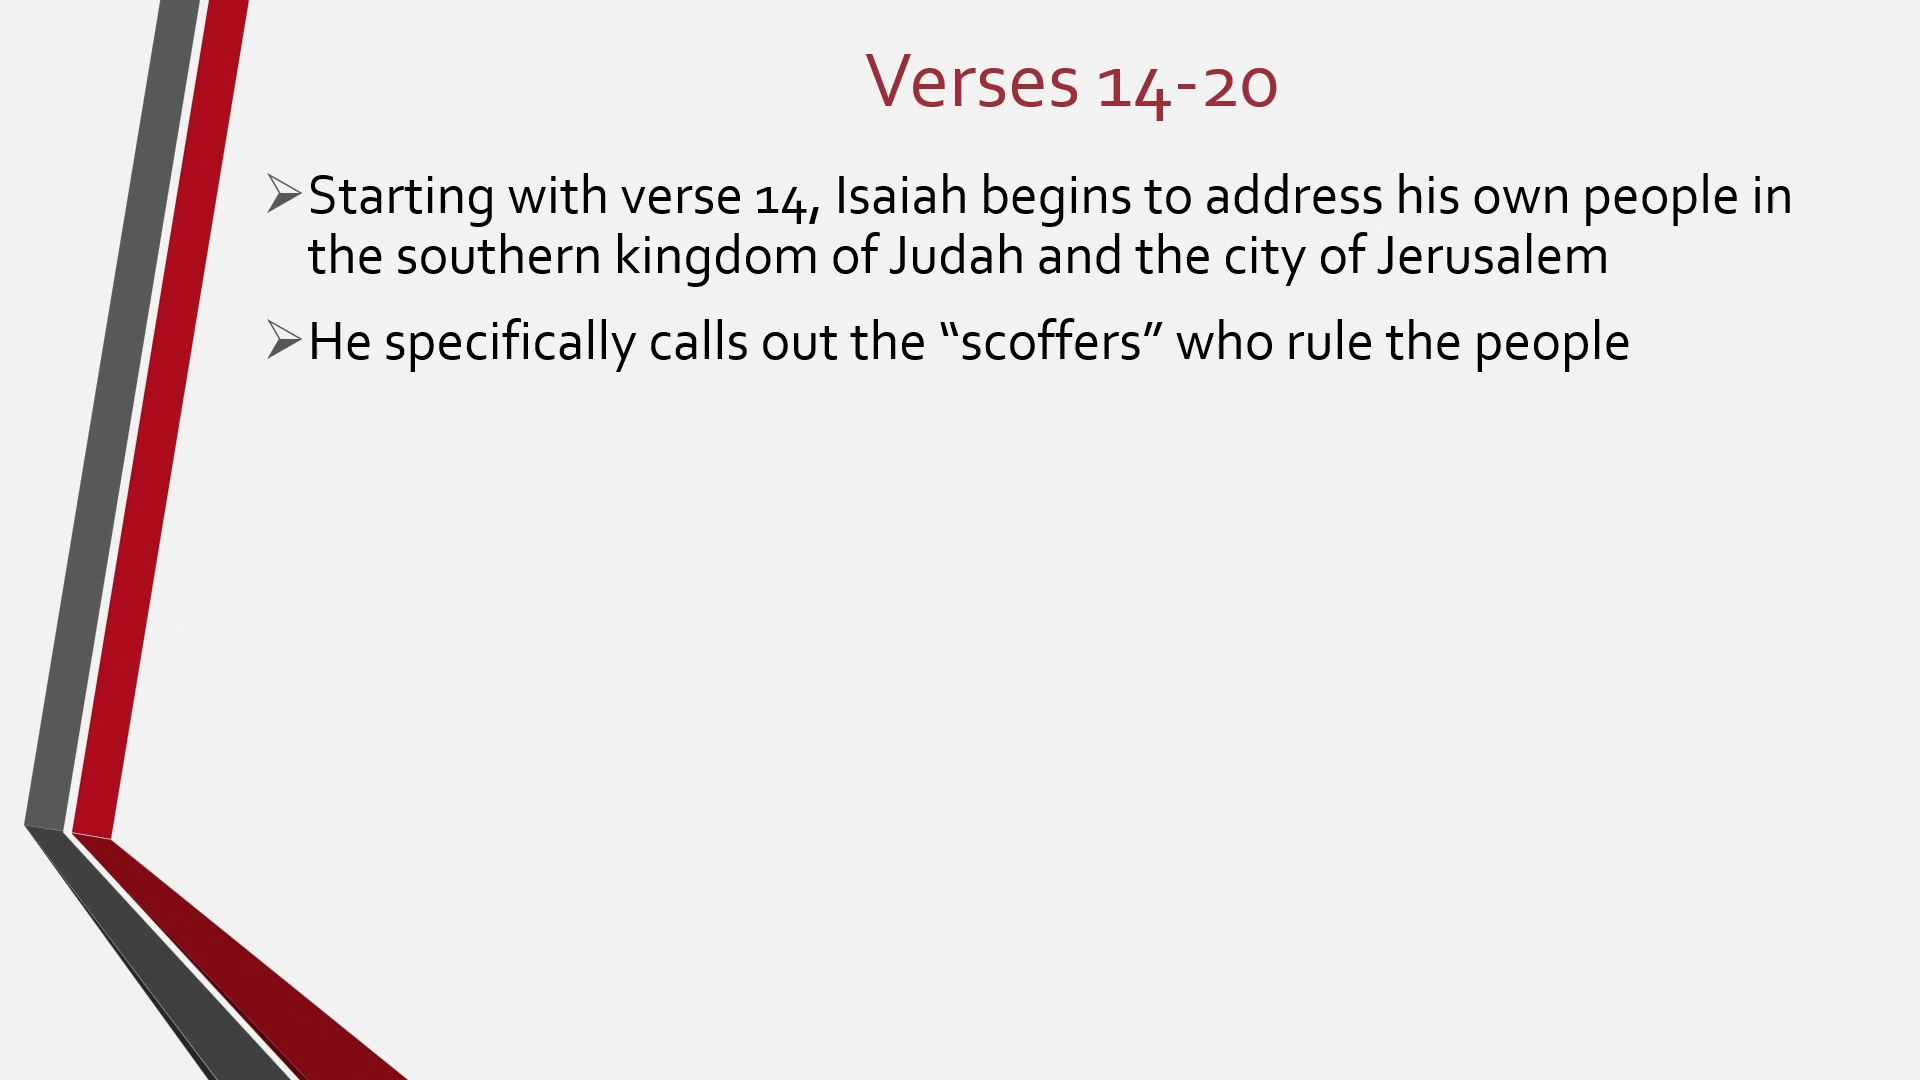 Verses 14-20
➢Starting with verse 14, Isaiah begins to address his own people in
the southern kingdom of Judah and the city of Jerusalem
➢He specifically calls out the “scoffers” who rule the people